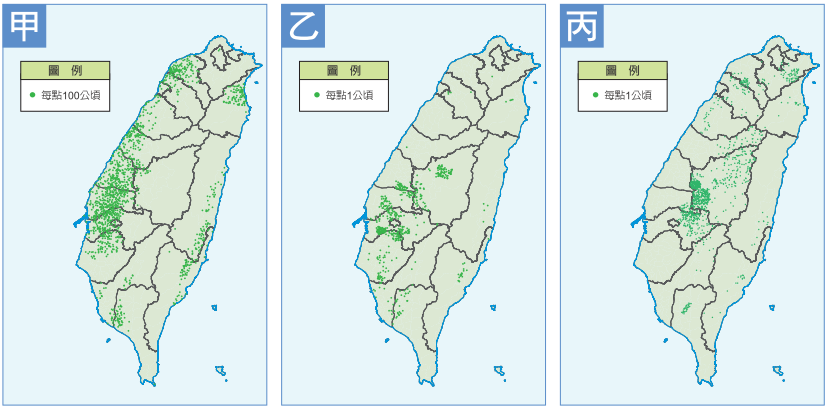 甲
圖 例
每點100公頃
乙
圖 例
每點1公頃
丙
圖 例
每點1公頃